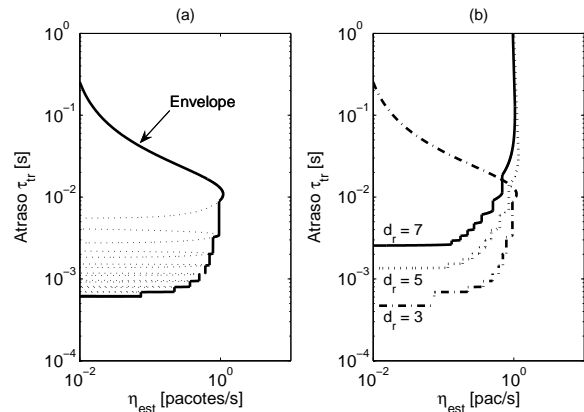 (a)
(b)
Atraso τ_tr [s]
10^0
10^-1
10^-2
10^-3
10^-4
Envelope
10^-2
10^0
η_est [pacotes/s]
Atraso τ_tr [s]
10^0
10^-1
10^-2
10^-3
10^-4
d_r = 7
d_r = 5
d_r = 3
10^-2
10^0
η_est [pac/s]